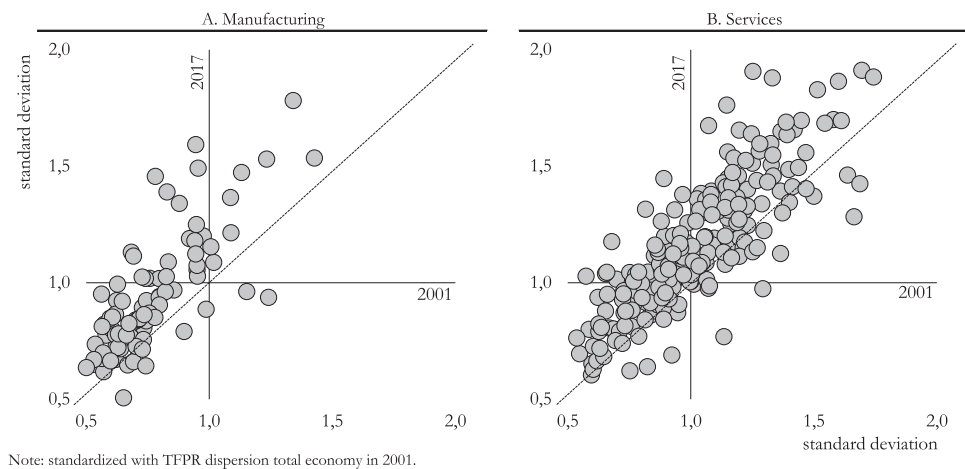 A. Manufacturing
standard deviation
2,0
1,5
1,0
0,5
2017
2001
0,5 1,0 1,5 2,0
B. Services
2,0
1,5
1,0
0,5
2017
2001
0,5 1,0 1,5 2,0
standard deviation
Note: standardized with TFPR dispersion total economy in 2001.